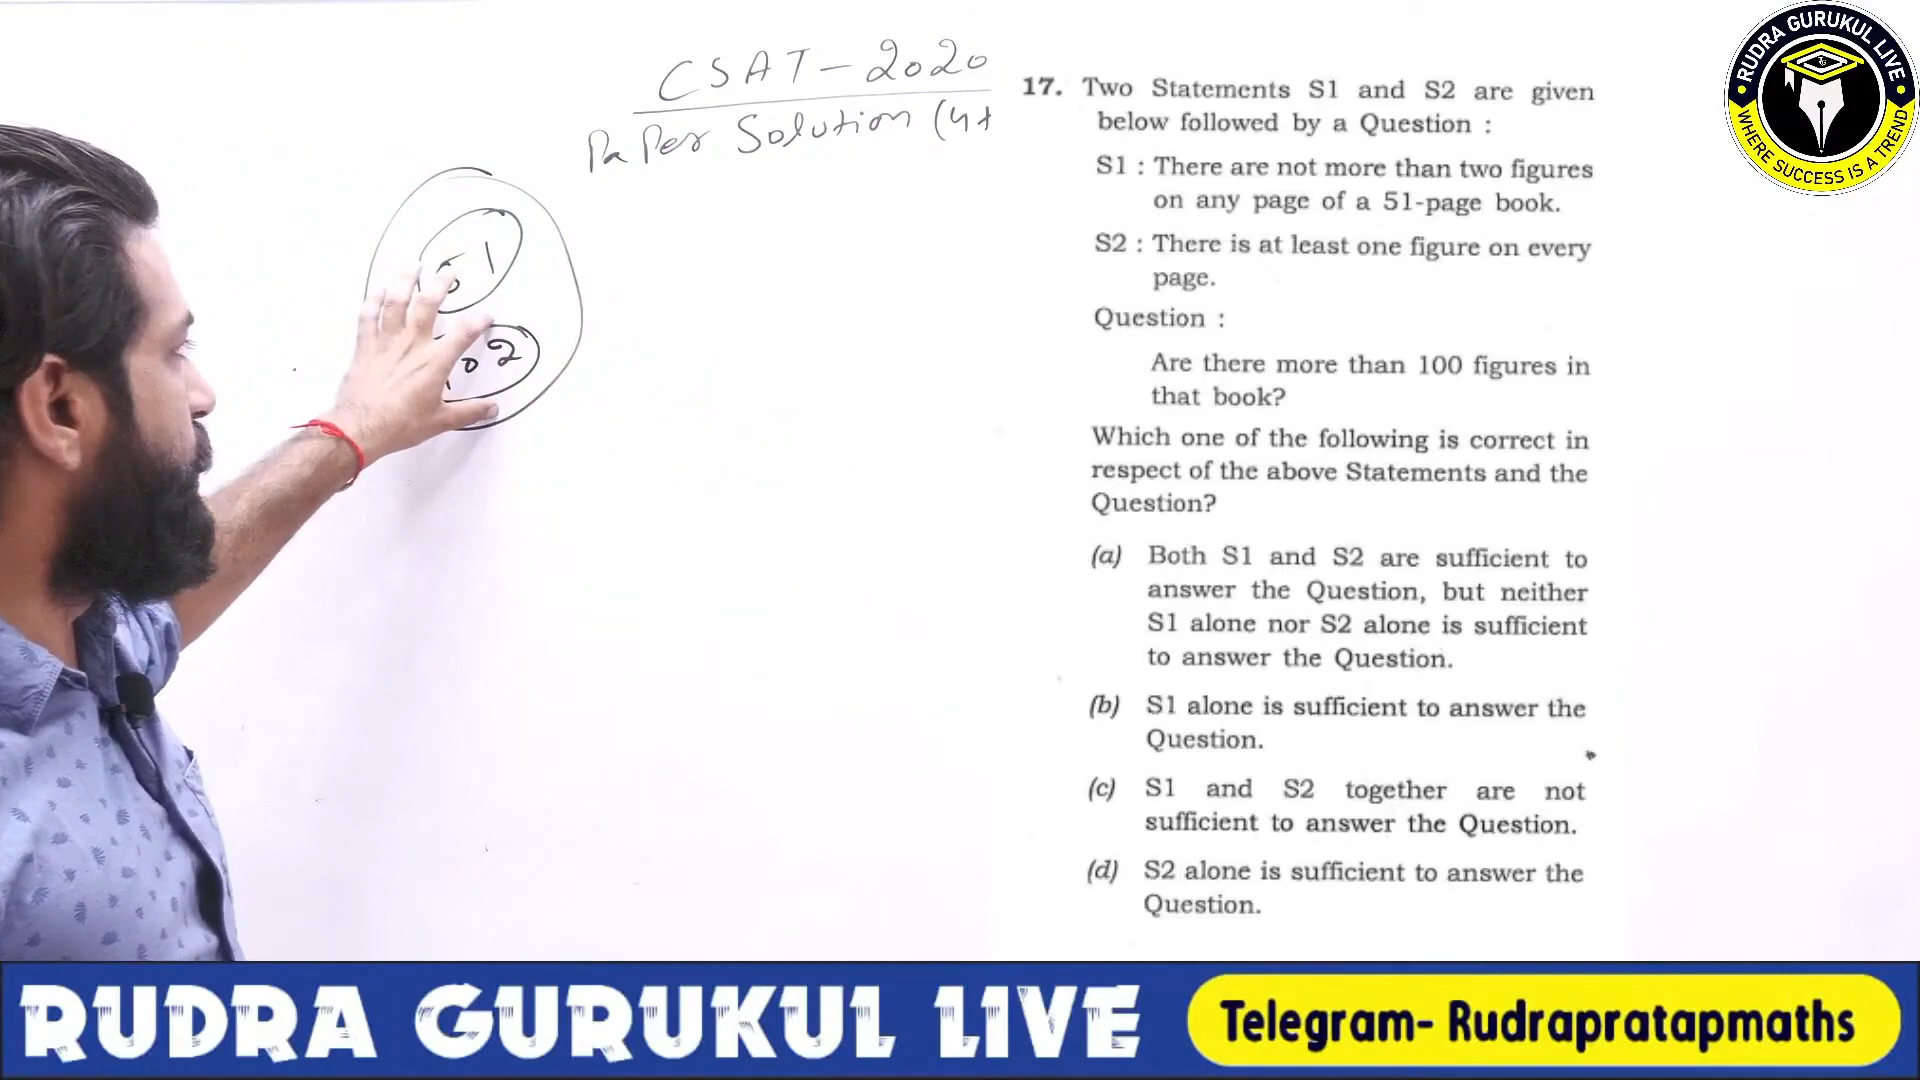 CSAT - 2020
Paper Solution (4t
51
102
17. Two Statements S1 and S2 are given
below followed by a Question :
S1 : There are not more than two figures
on any page of a 51-page book.
S2 : There is at least one figure on every
page.
Question :
Are there more than 100 figures in
that book?
Which one of the following is correct in
respect of the above Statements and the
Question?
(a) Both S1 and S2 are sufficient to
answer the Question, but neither
S1 alone nor S2 alone is sufficient
to answer the Question.
(b) S1 alone is sufficient to answer the
Question.
(c) S1 and S2 together are not
sufficient to answer the Question.
(d) S2 alone is sufficient to answer the
Question.
RUDRA GURUKUL LIVE
WHERE SUCCESS IS A TREND
RUDRA GURUKUL LIVE
Telegram- Rudrapratapmaths